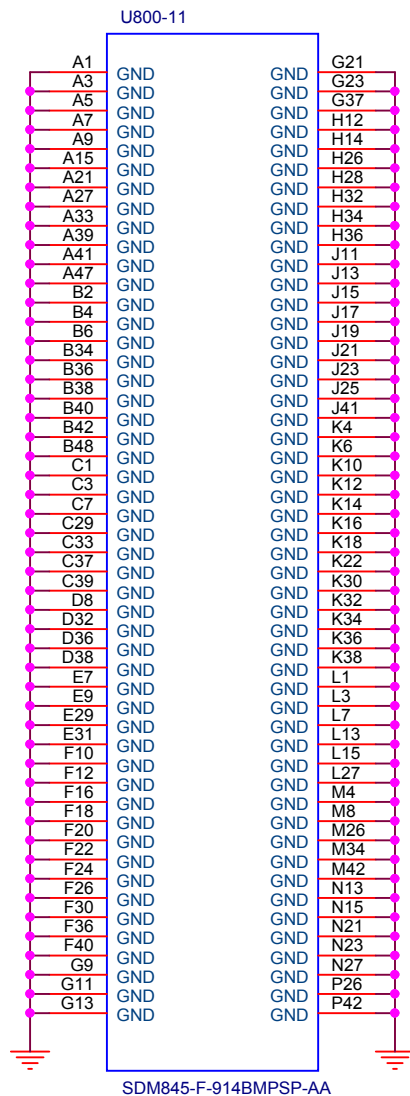 U800-11
A1 GND GND G21
A3 GND GND G23
A5 GND GND G37
A7 GND GND H12
A9 GND GND H14
A15 GND GND H26
A21 GND GND H28
A27 GND GND H32
A33 GND GND H34
A39 GND GND H36
A41 GND GND J11
A47 GND GND J13
B2 GND GND J15
B4 GND GND J17
B6 GND GND J19
B34 GND GND J21
B36 GND GND J23
B38 GND GND J25
B40 GND GND J41
B42 GND GND K4
B48 GND GND K6
C1 GND GND K10
C3 GND GND K12
C7 GND GND K14
C29 GND GND K16
C33 GND GND K18
C37 GND GND K22
C39 GND GND K30
D8 GND GND K32
D32 GND GND K34
D36 GND GND K36
D38 GND GND K38
E7 GND GND L1
E9 GND GND L3
E29 GND GND L7
E31 GND GND L13
F10 GND GND L15
F12 GND GND L27
F16 GND GND M4
F18 GND GND M8
F20 GND GND M26
F22 GND GND M34
F24 GND GND M42
F26 GND GND N13
F30 GND GND N15
F36 GND GND N21
F40 GND GND N23
G9 GND GND N27
G11 GND GND P26
G13 GND GND P42
SDM845-F-914BMPSP-AA